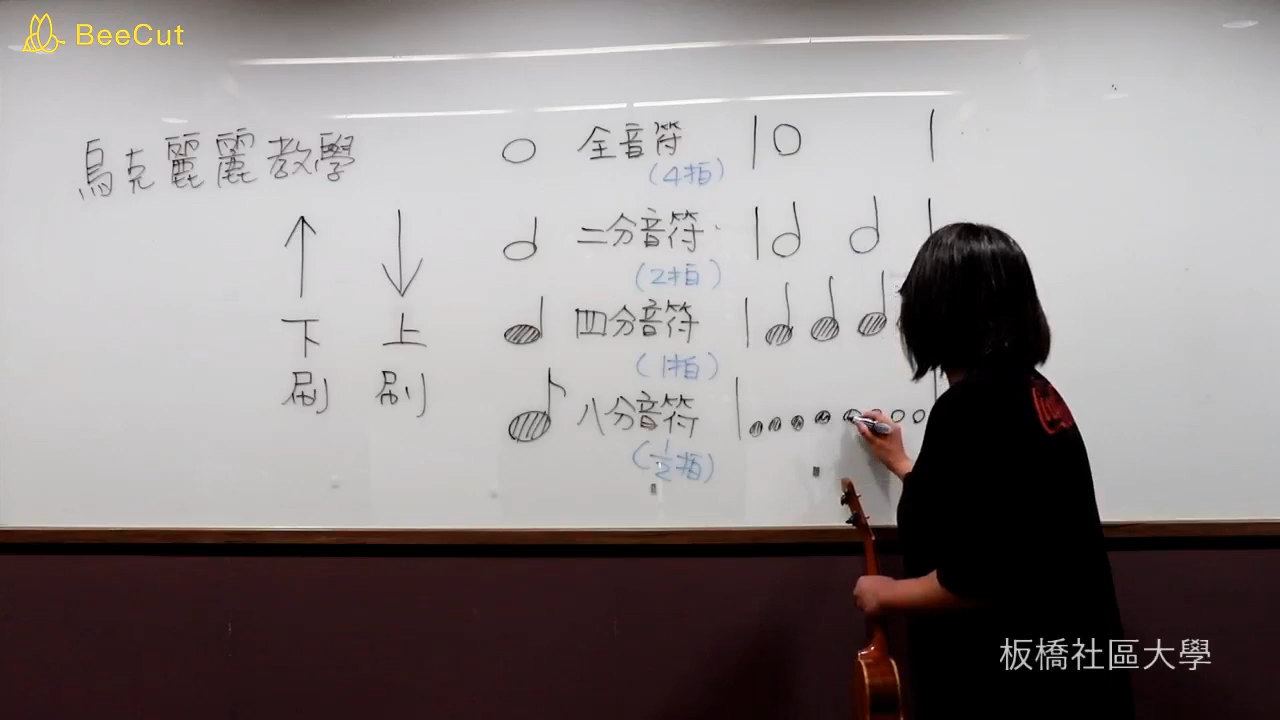 BeeCut
烏克麗麗教學
全音符
(4拍)
二分音符
(2拍)
四分音符
(1拍)
八分音符
(1/2拍)
下刷
上刷
板橋社區大學